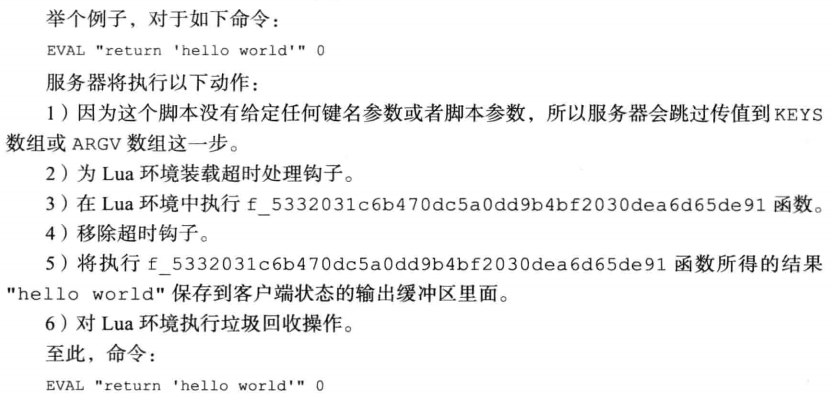 举个例子，对于如下命令：
EVAL "return 'hello world'" 0
服务器将执行以下动作：
1）因为这个脚本没有给定任何键名参数或者脚本参数，所以服务器会跳过传值到 KEYS
数组或 ARGV 数组这一步。
2）为 Lua 环境装载超时处理钩子。
3）在 Lua 环境中执行 f_5332031c6b470dc5a0dd9b4bf2030dea6d65de91 函数。
4）移除超时钩子。
5）将执行 f_5332031c6b470dc5a0dd9b4bf2030dea6d65de91 函数所得的结果
"hello world" 保存到客户端状态的输出缓冲区里面。
6）对 Lua 环境执行垃圾回收操作。
至此，命令：
EVAL "return 'hello world'" 0